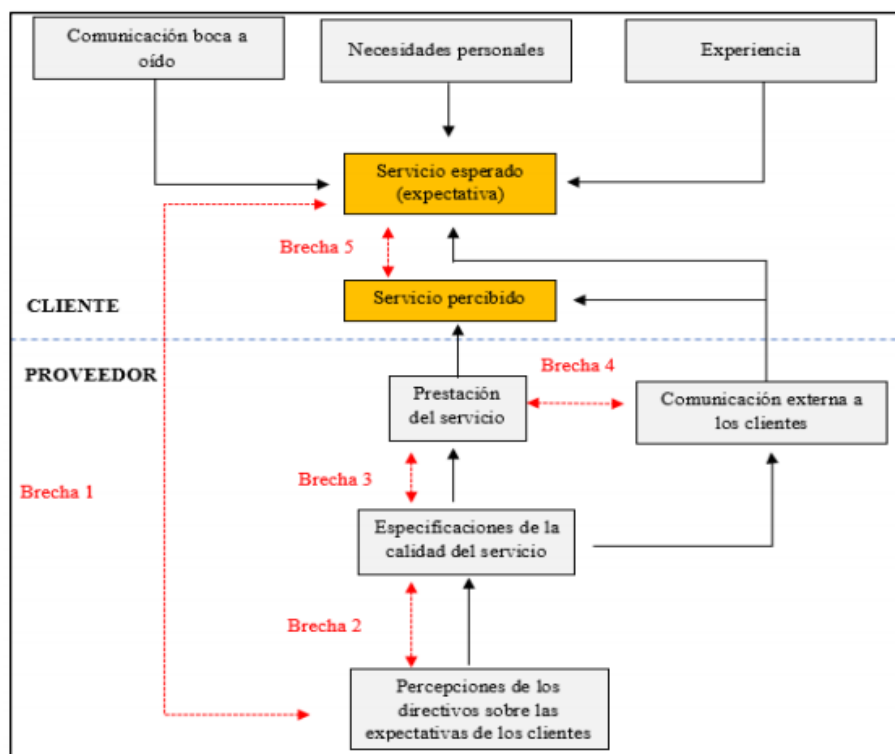 Comunicación boca a
oído
Necesidades personales
Experiencia
Servicio esperado
(expectativa)
Brecha 5
Servicio percibido
CLIENTE
PROVEEDOR
Brecha 4
Prestación
del servicio
Comunicación externa a
los clientes
Brecha 3
Brecha 1
Especificaciones de la
calidad del servicio
Brecha 2
Percepciones de los
directivos sobre las
expectativas de los clientes